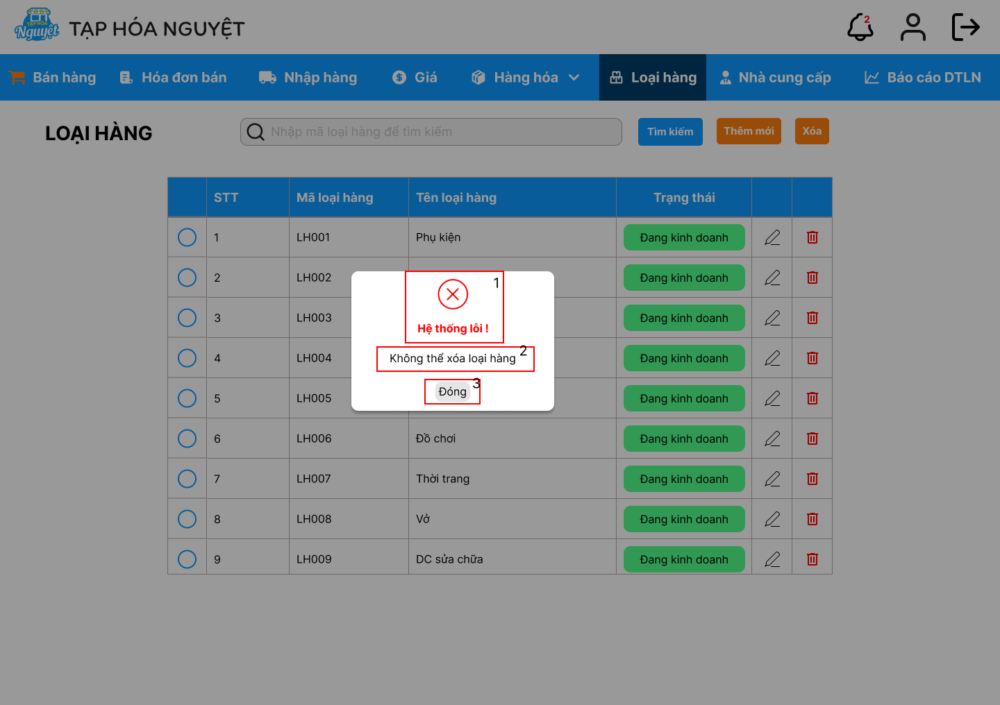 TẠP HÓA
Nguyệt
TẠP HÓA NGUYỆT
2
Bán hàng
Hóa đơn bán
Nhập hàng
Giá
Hàng hóa
Loại hàng
Nhà cung cấp
Báo cáo DTLN
LOẠI HÀNG
Nhập mã loại hàng để tìm kiếm
Tìm kiếm
Thêm mới
Xóa
STT
Mã loại hàng
Tên loại hàng
Trạng thái
1
LH001
Phụ kiện
Đang kinh doanh
2
LH002
Đang kinh doanh
3
LH003
Đang kinh doanh
4
LH004
Đang kinh doanh
5
LH005
Đang kinh doanh
6
LH006
Đồ chơi
Đang kinh doanh
7
LH007
Thời trang
Đang kinh doanh
8
LH008
Vở
Đang kinh doanh
9
LH009
DC sửa chữa
Đang kinh doanh
1
Hệ thống lỗi !
2
Không thể xóa loại hàng
3
Đóng